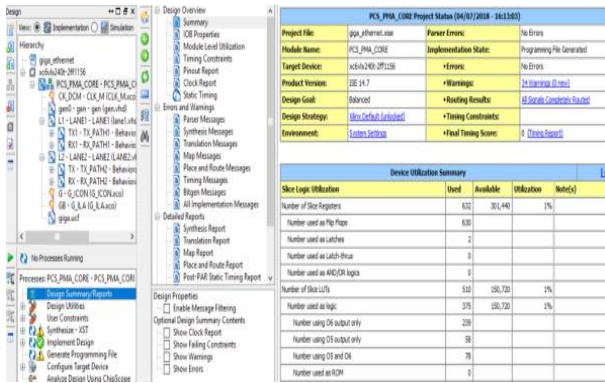 Design
View: Implementation Simulation
Hierarchy
giga_ethernet
xc6vlx240t-2ff1156
PCS_PMA_CORE - PCS_PMA_C
CK_DCM - CLK_M (CLK_M.xco
gen0 - gen (gen.vhd)
L1 - LANE1 (lane1.vhd
TX1 - TX_PATH1 - Behavior
RX1 - RX_PATH1 - Behavior
L2 - LANE2 (LANE2.vh
TX - TX_PATH2 - Behaviora
RX - RX_PATH2 - Behavior
G - G_ICON (G_ICON.xco)
GB - G_ILA (G_ILA.xco)
giga.ucf
No Processes Running
Processes: PCS_PMA_CORE - PCS_PMA_CORE
Design Summary/Reports
Design Utilities
User Constraints
Synthesize - XST
Implement Design
Generate Programming File
Configure Target Device
Analyze Design Using ChipScope
Design Overview
Summary
IOB Properties
Module Level Utilization
Timing Constraints
Pinout Report
Clock Report
Static Timing
Errors and Warnings
Parser Messages
Synthesis Messages
Translation Messages
Map Messages
Place and Route Messages
Timing Messages
Bitgen Messages
All Implementation Messages
Detailed Reports
Synthesis Report
Translation Report
Map Report
Place and Route Report
Post-PAR Static Timing Report
Design Properties
Enable Message Filtering
Optional Design Summary Contents
Show Clock Report
Show Failing Constraints
Show Warnings
Show Errors
PCS_PMA_CORE Project Status (04/07/2018 - 16:13:03)
Project File: giga_ethernet.xise Parser Errors: No Errors
Module Name: PCS_PMA_CORE Implementation State: Programming File Generated
Target Device: xc6vlx240t-2ff1156 •Errors: No Errors
Product Version: ISE 14.7 •Warnings: 24 Warnings (0 new)
Design Goal: Balanced •Routing Results: All Signals Completely Routed
Design Strategy: Xilinx Default (unlocked) •Timing Constraints:
Environment: System Settings •Final Timing Score: 0 (Timing Report)
Device Utilization Summary
Slice Logic Utilization Used Available Utilization Note(s)
Number of Slice Registers 632 301,440 1%
Number used as Flip Flops 630
Number used as Latches 2
Number used as Latch-thrus 0
Number used as AND/OR logics 0
Number of Slice LUTs 510 150,720 1%
Number used as logic 375 150,720 1%
Number using O6 output only 239
Number using O5 output only 58
Number using O5 and O6 78
Number used as ROM 0